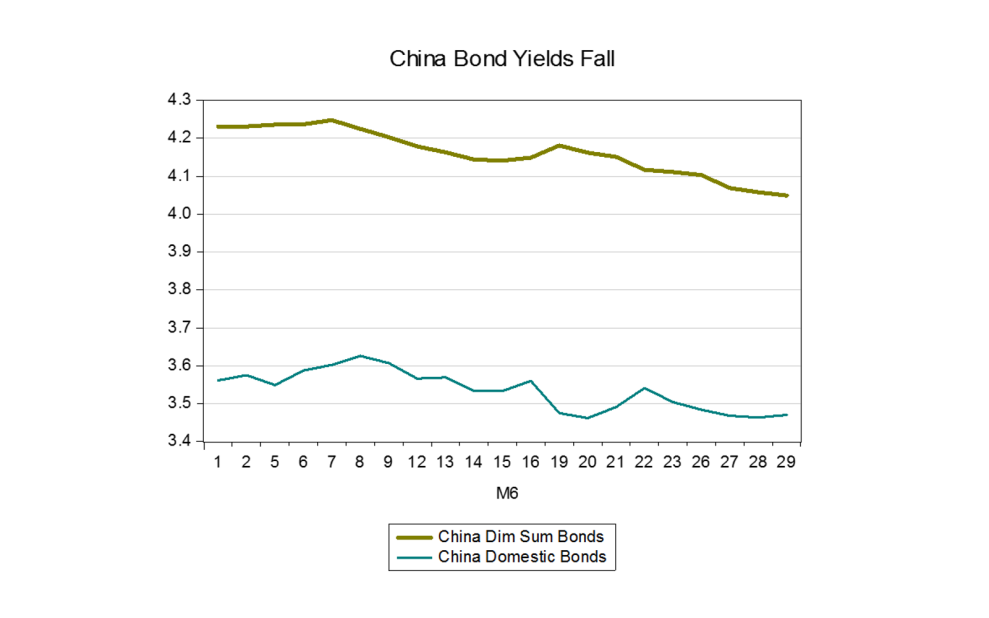 China Bond Yields Fall
4.3
4.2
4.1
4.0
3.9
3.8
3.7
3.6
3.5
3.4
1 2 5 6 7 8 9 12 13 14 15 16 19 20 21 22 23 26 27 28 29
M6
China Dim Sum Bonds
China Domestic Bonds